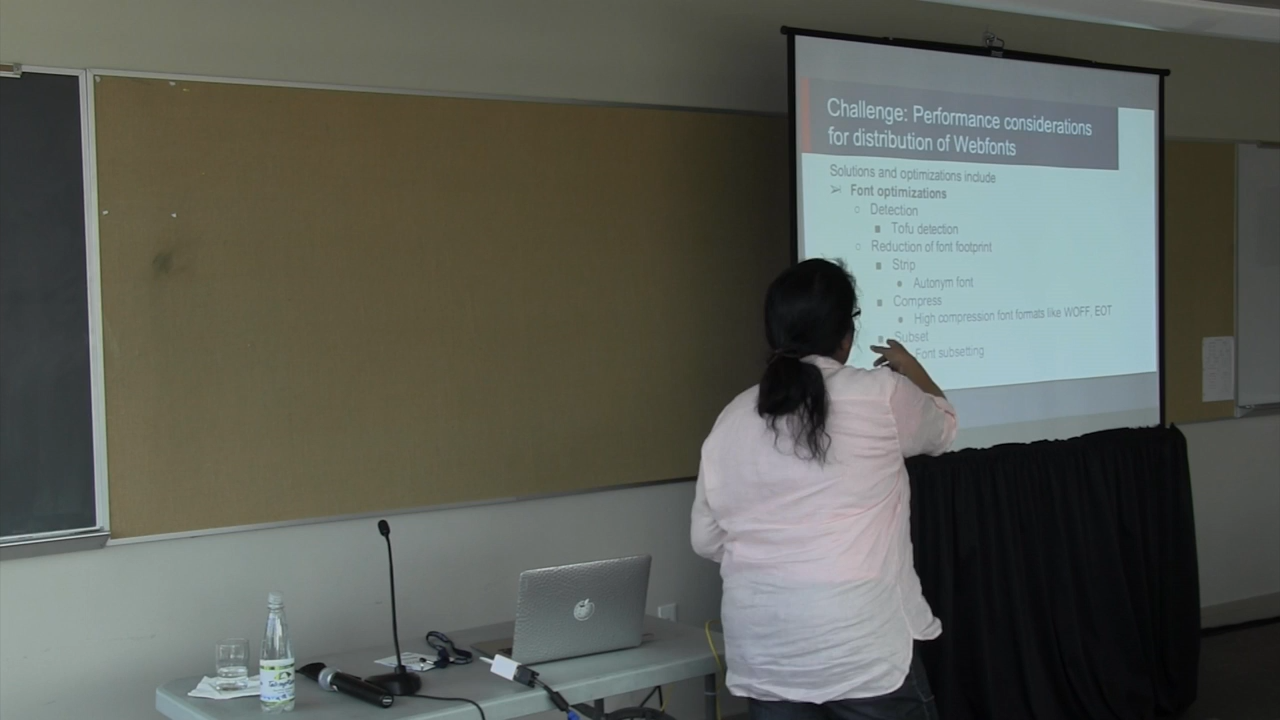 Challenge: Performance considerations
for distribution of Webfonts
Solutions and optimizations include
➢ Font optimizations
○ Detection
■ Tofu detection
○ Reduction of font footprint
■ Strip
● Autonym font
■ Compress
● High compression font formats like WOFF, EOT
■ Subset
Font subsetting